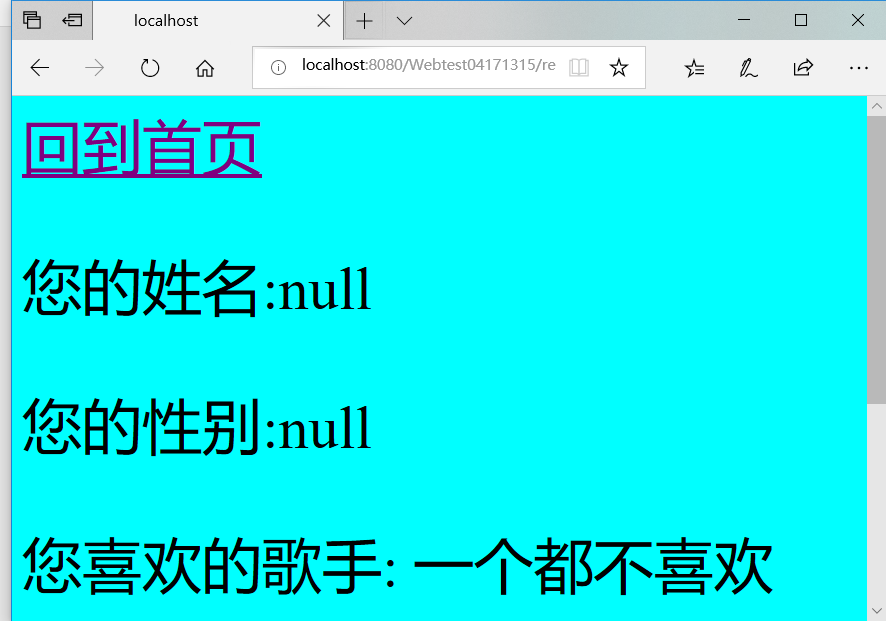 localhost
localhost:8080/Webtest04171315/re
回到首页
您的姓名:null
您的性别:null
您喜欢的歌手: 一个都不喜欢